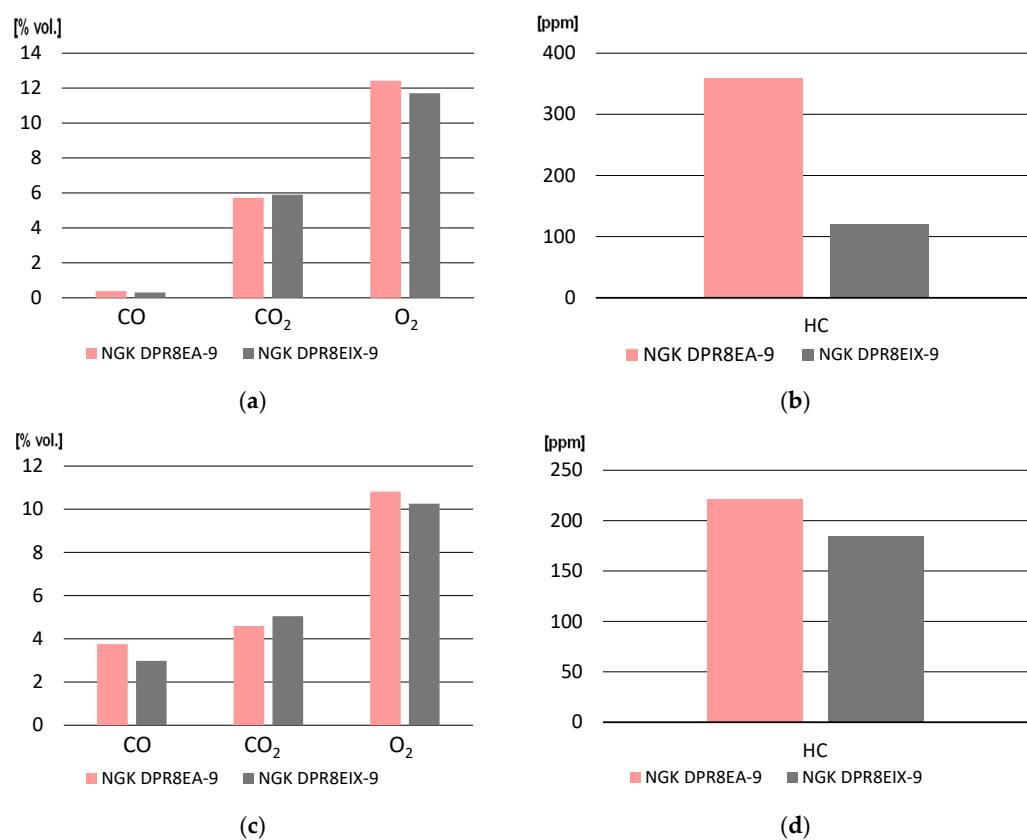 [% vol.]
14
12
10
8
6
4
2
0
CO
CO₂
O₂
NGK DPR8EA-9
NGK DPR8EIX-9
(a)
[ppm]
400
300
200
100
0
HC
NGK DPR8EA-9
NGK DPR8EIX-9
(b)
[% vol.]
12
10
8
6
4
2
0
CO
CO₂
O₂
NGK DPR8EA-9
NGK DPR8EIX-9
(c)
[ppm]
250
200
150
100
50
0
HC
NGK DPR8EA-9
NGK DPR8EIX-9
(d)